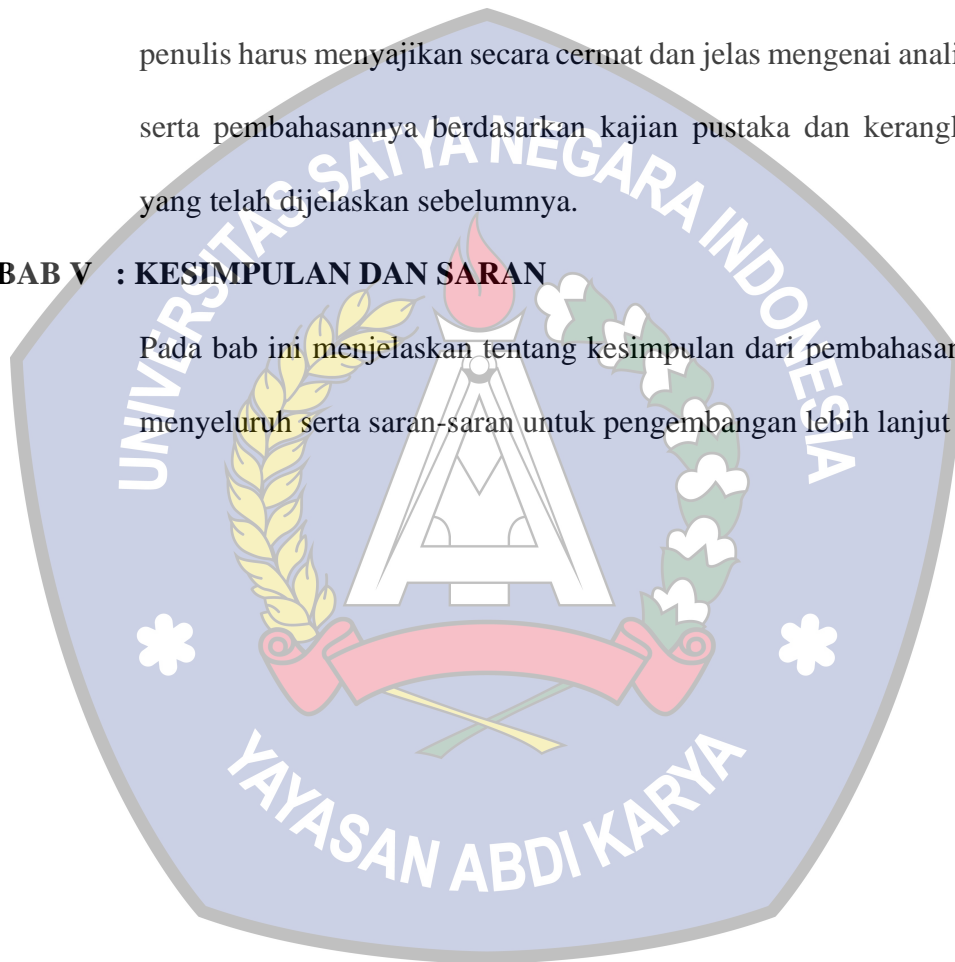 penulis harus menyajikan secara cermat dan jelas mengenai anali
serta pembahasannya berdasarkan kajian pustaka dan
yang telah dijelaskan sebelumnya.
BAB V : KESIMPULAN DAN SARAN
Pada bab ini menjelaskan tentang kesimpulan dari pembahasan
menyeluruh serta saran-saran untuk pengembangan lebih lanjut
UNIVERSITAS SATYA NEGARA INDONESIA
YAYASAN ABDI KARYA